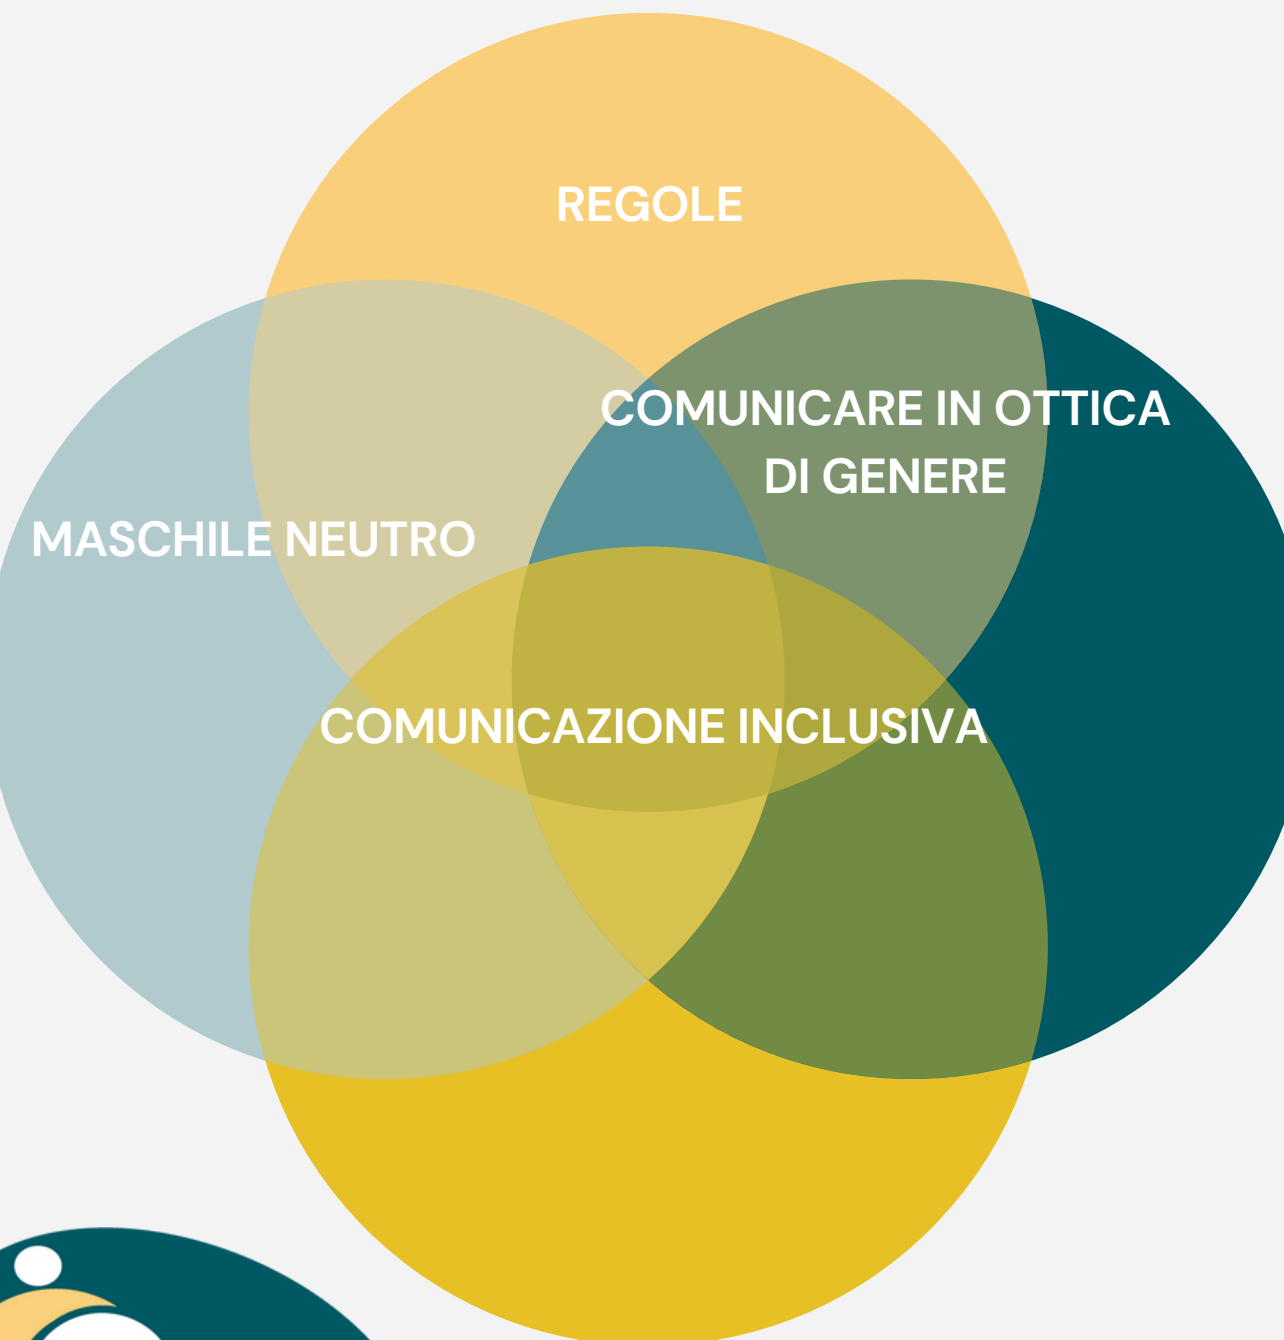 REGOLE
COMUNICARE IN OTTICA
DI GENERE
MASCHILE NEUTRO
COMUNICAZIONE INCLUSIVA